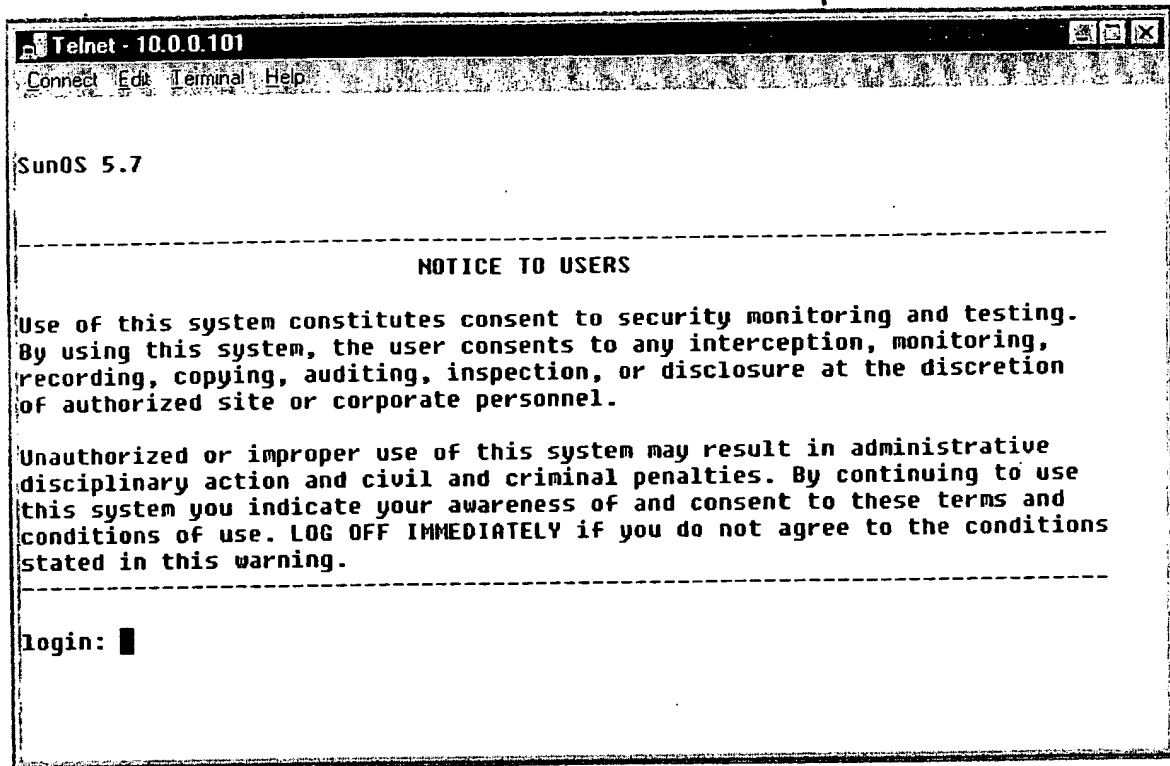 Telnet - 10.0.0.101
Connect Edit Terminal Help
SunOS 5.7
--------------------------------------------------------------------------------
NOTICE TO USERS
Use of this system constitutes consent to security monitoring and testing.
By using this system, the user consents to any interception, monitoring,
recording, copying, auditing, inspection, or disclosure at the discretion
of authorized site or corporate personnel.
Unauthorized or improper use of this system may result in administrative
disciplinary action and civil and criminal penalties. By continuing to use
this system you indicate your awareness of and consent to these terms and
conditions of use. LOG OFF IMMEDIATELY if you do not agree to the conditions
stated in this warning.
--------------------------------------------------------------------------------
login: